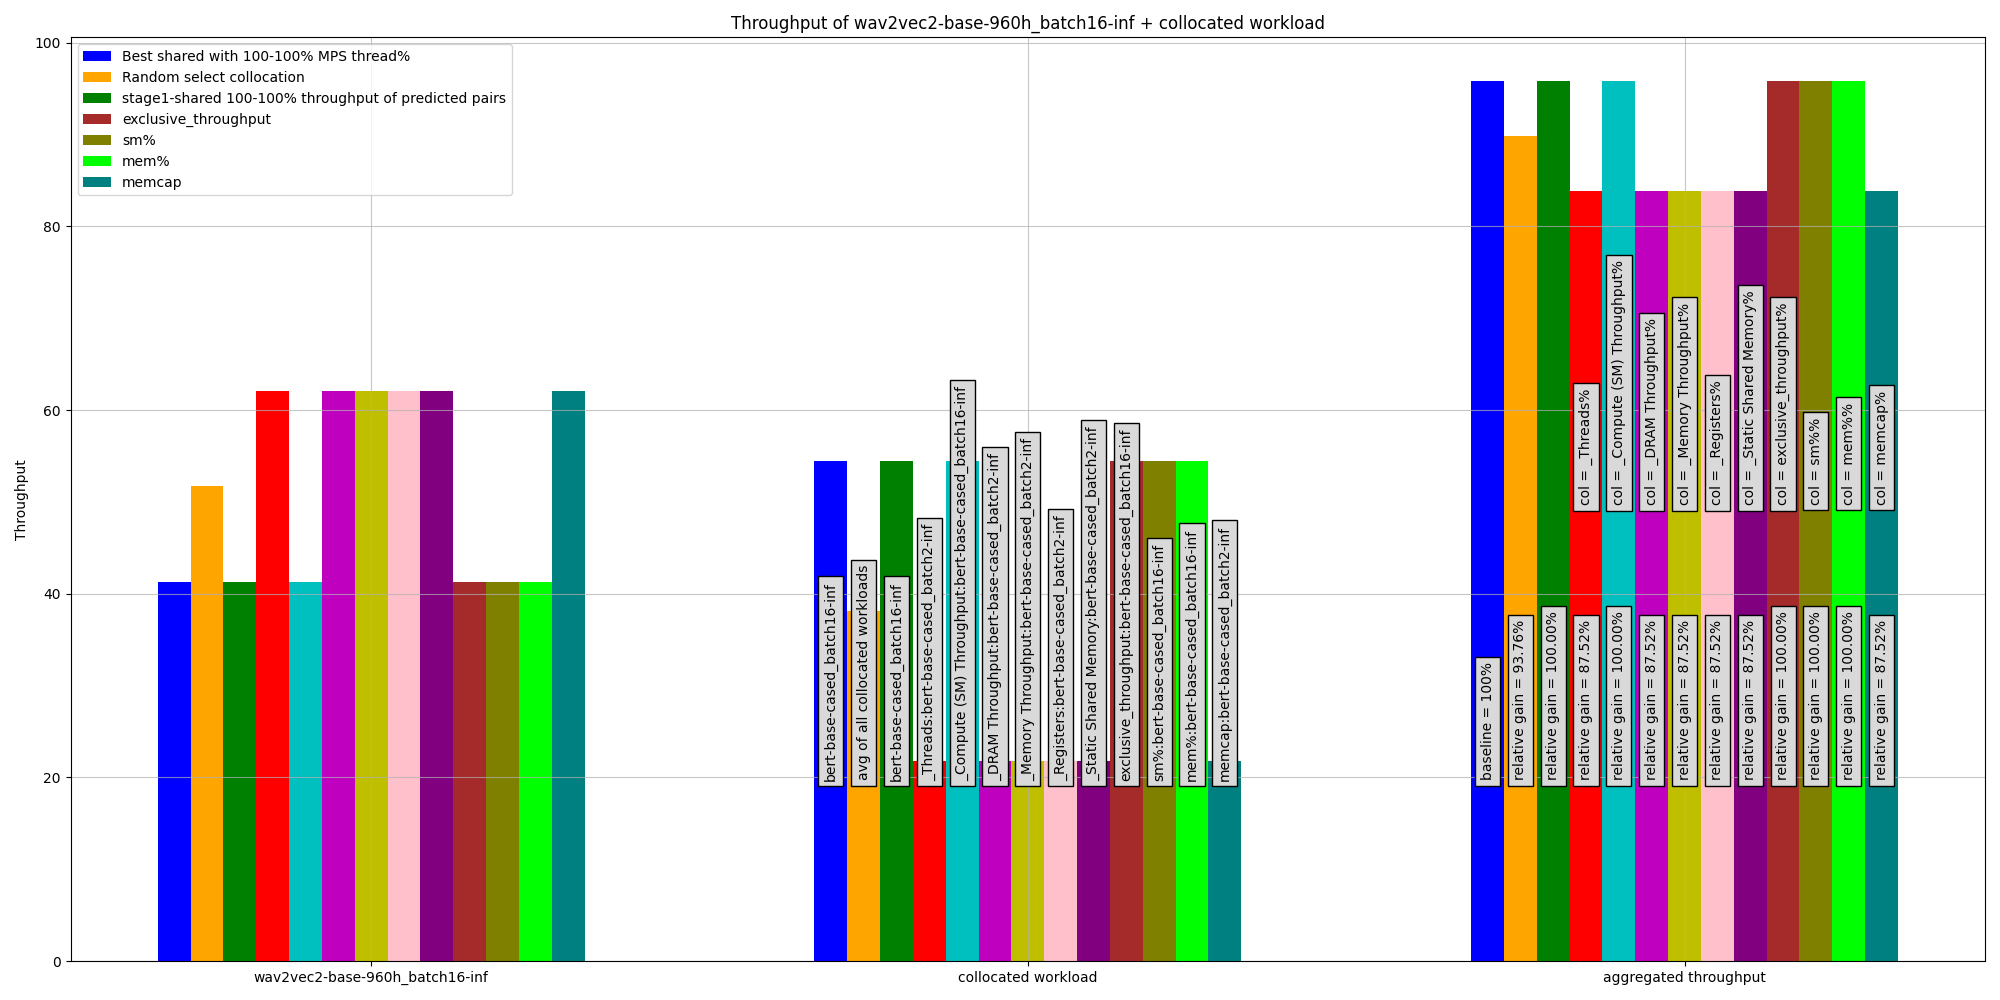 Throughput of wav2vec2-base-960h_batch16-inf + collocated workload
Best shared with 100-100% MPS thread%
Random select collocation
stage1-shared 100-100% throughput of predicted pairs
exclusive_throughput
sm%
mem%
memcap
Throughput
100
80
60
40
20
0
bert-base-cased_batch16-inf
avg of all collocated workloads
bert-base-cased_batch16-inf
_Threads:bert-base-cased_batch2-inf
_Compute (SM) Throughput:bert-base-cased_batch16-inf
_DRAM Throughput:bert-base-cased_batch2-inf
_Memory Throughput:bert-base-cased_batch2-inf
_Registers:bert-base-cased_batch2-inf
_Static Shared Memory:bert-base-cased_batch2-inf
exclusive_throughput:bert-base-cased_batch16-inf
sm%:bert-base-cased_batch16-inf
mem%:bert-base-cased_batch16-inf
memcap:bert-base-cased_batch2-inf
col = _Threads%
col = _Compute (SM) Throughput%
col = _DRAM Throughput%
col = _Memory Throughput%
col = _Registers%
col = _Static Shared Memory%
col = exclusive_throughput%
col = sm%%
col = mem%%
col = memcap%
baseline = 100%
relative gain = 93.76%
relative gain = 100.00%
relative gain = 87.52%
relative gain = 100.00%
relative gain = 87.52%
relative gain = 87.52%
relative gain = 87.52%
relative gain = 87.52%
relative gain = 100.00%
relative gain = 100.00%
relative gain = 100.00%
relative gain = 87.52%
wav2vec2-base-960h_batch16-inf
collocated workload
aggregated throughput